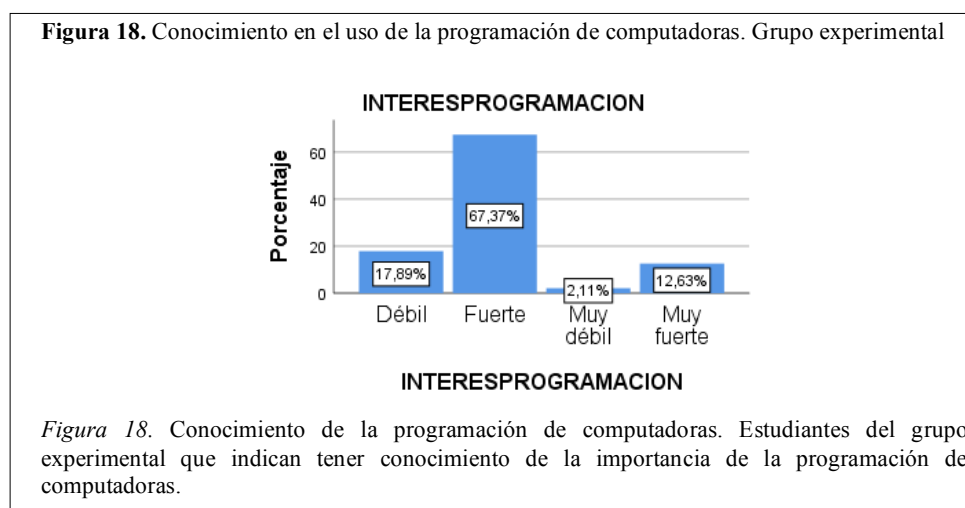 Figura 18. Conocimiento en el uso de la programación de computadoras. Grupo experimental
INTERESPROGRAMACION
Porcentaje
60
40
20
0
17,89%
67,37%
2,11%
12,63%
Débil
Fuerte
Muy
débil
Muy
fuerte
INTERESPROGRAMACION
Figura 18. Conocimiento de la programación de computadoras. Estudiantes del grupo
experimental que indican tener conocimiento de la importancia de la programación de
computadoras.